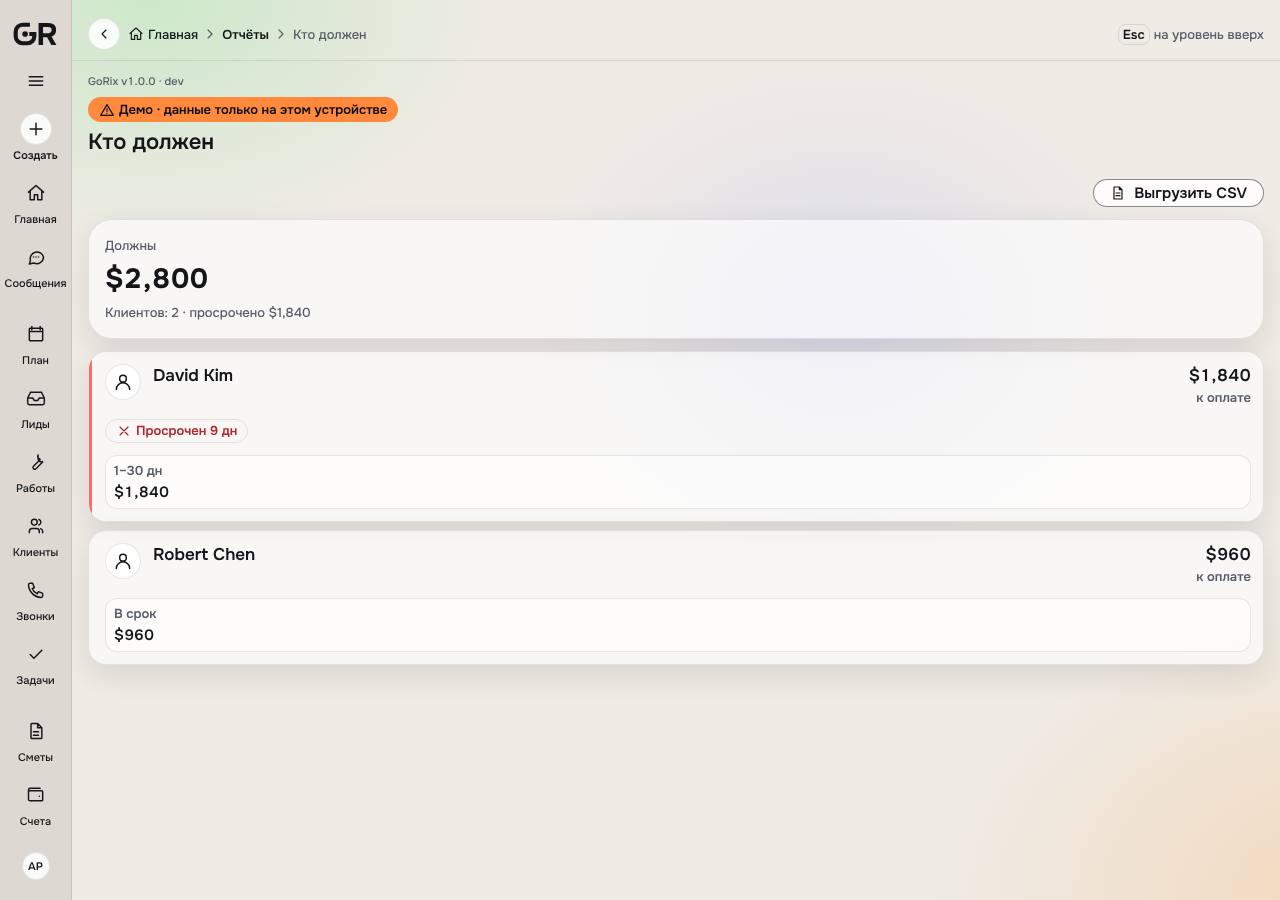 GR
Создать
Главная
Сообщения
План
Лиды
Работы
Клиенты
Звонки
Задачи
Сметы
Счета
AP
Главная
Отчёты
Кто должен
Esc на уровень вверх
GoRix v1.0.0 · dev
Демо · данные только на этом устройстве
Кто должен
Выгрузить CSV
Должны
$2,800
Клиентов: 2 · просрочено $1,840
David Kim
$1,840
к оплате
Просрочен 9 дн
1–30 дн
$1,840
Robert Chen
$960
к оплате
В срок
$960